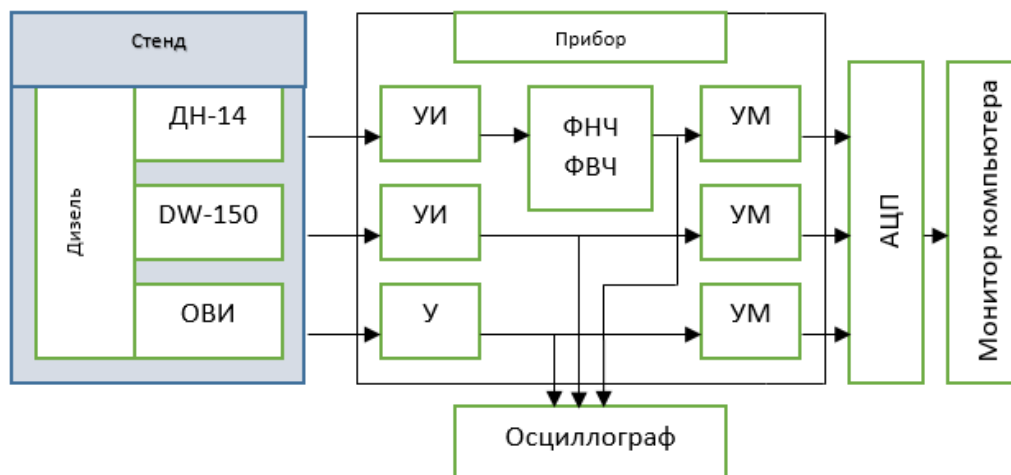 Стенд
Прибор
ДН-14
УИ
ФНЧ
ФВЧ
УМ
Дизель
DW-150
УИ
УМ
АЦП
Монитор компьютера
ОВИ
У
УМ
Осциллограф